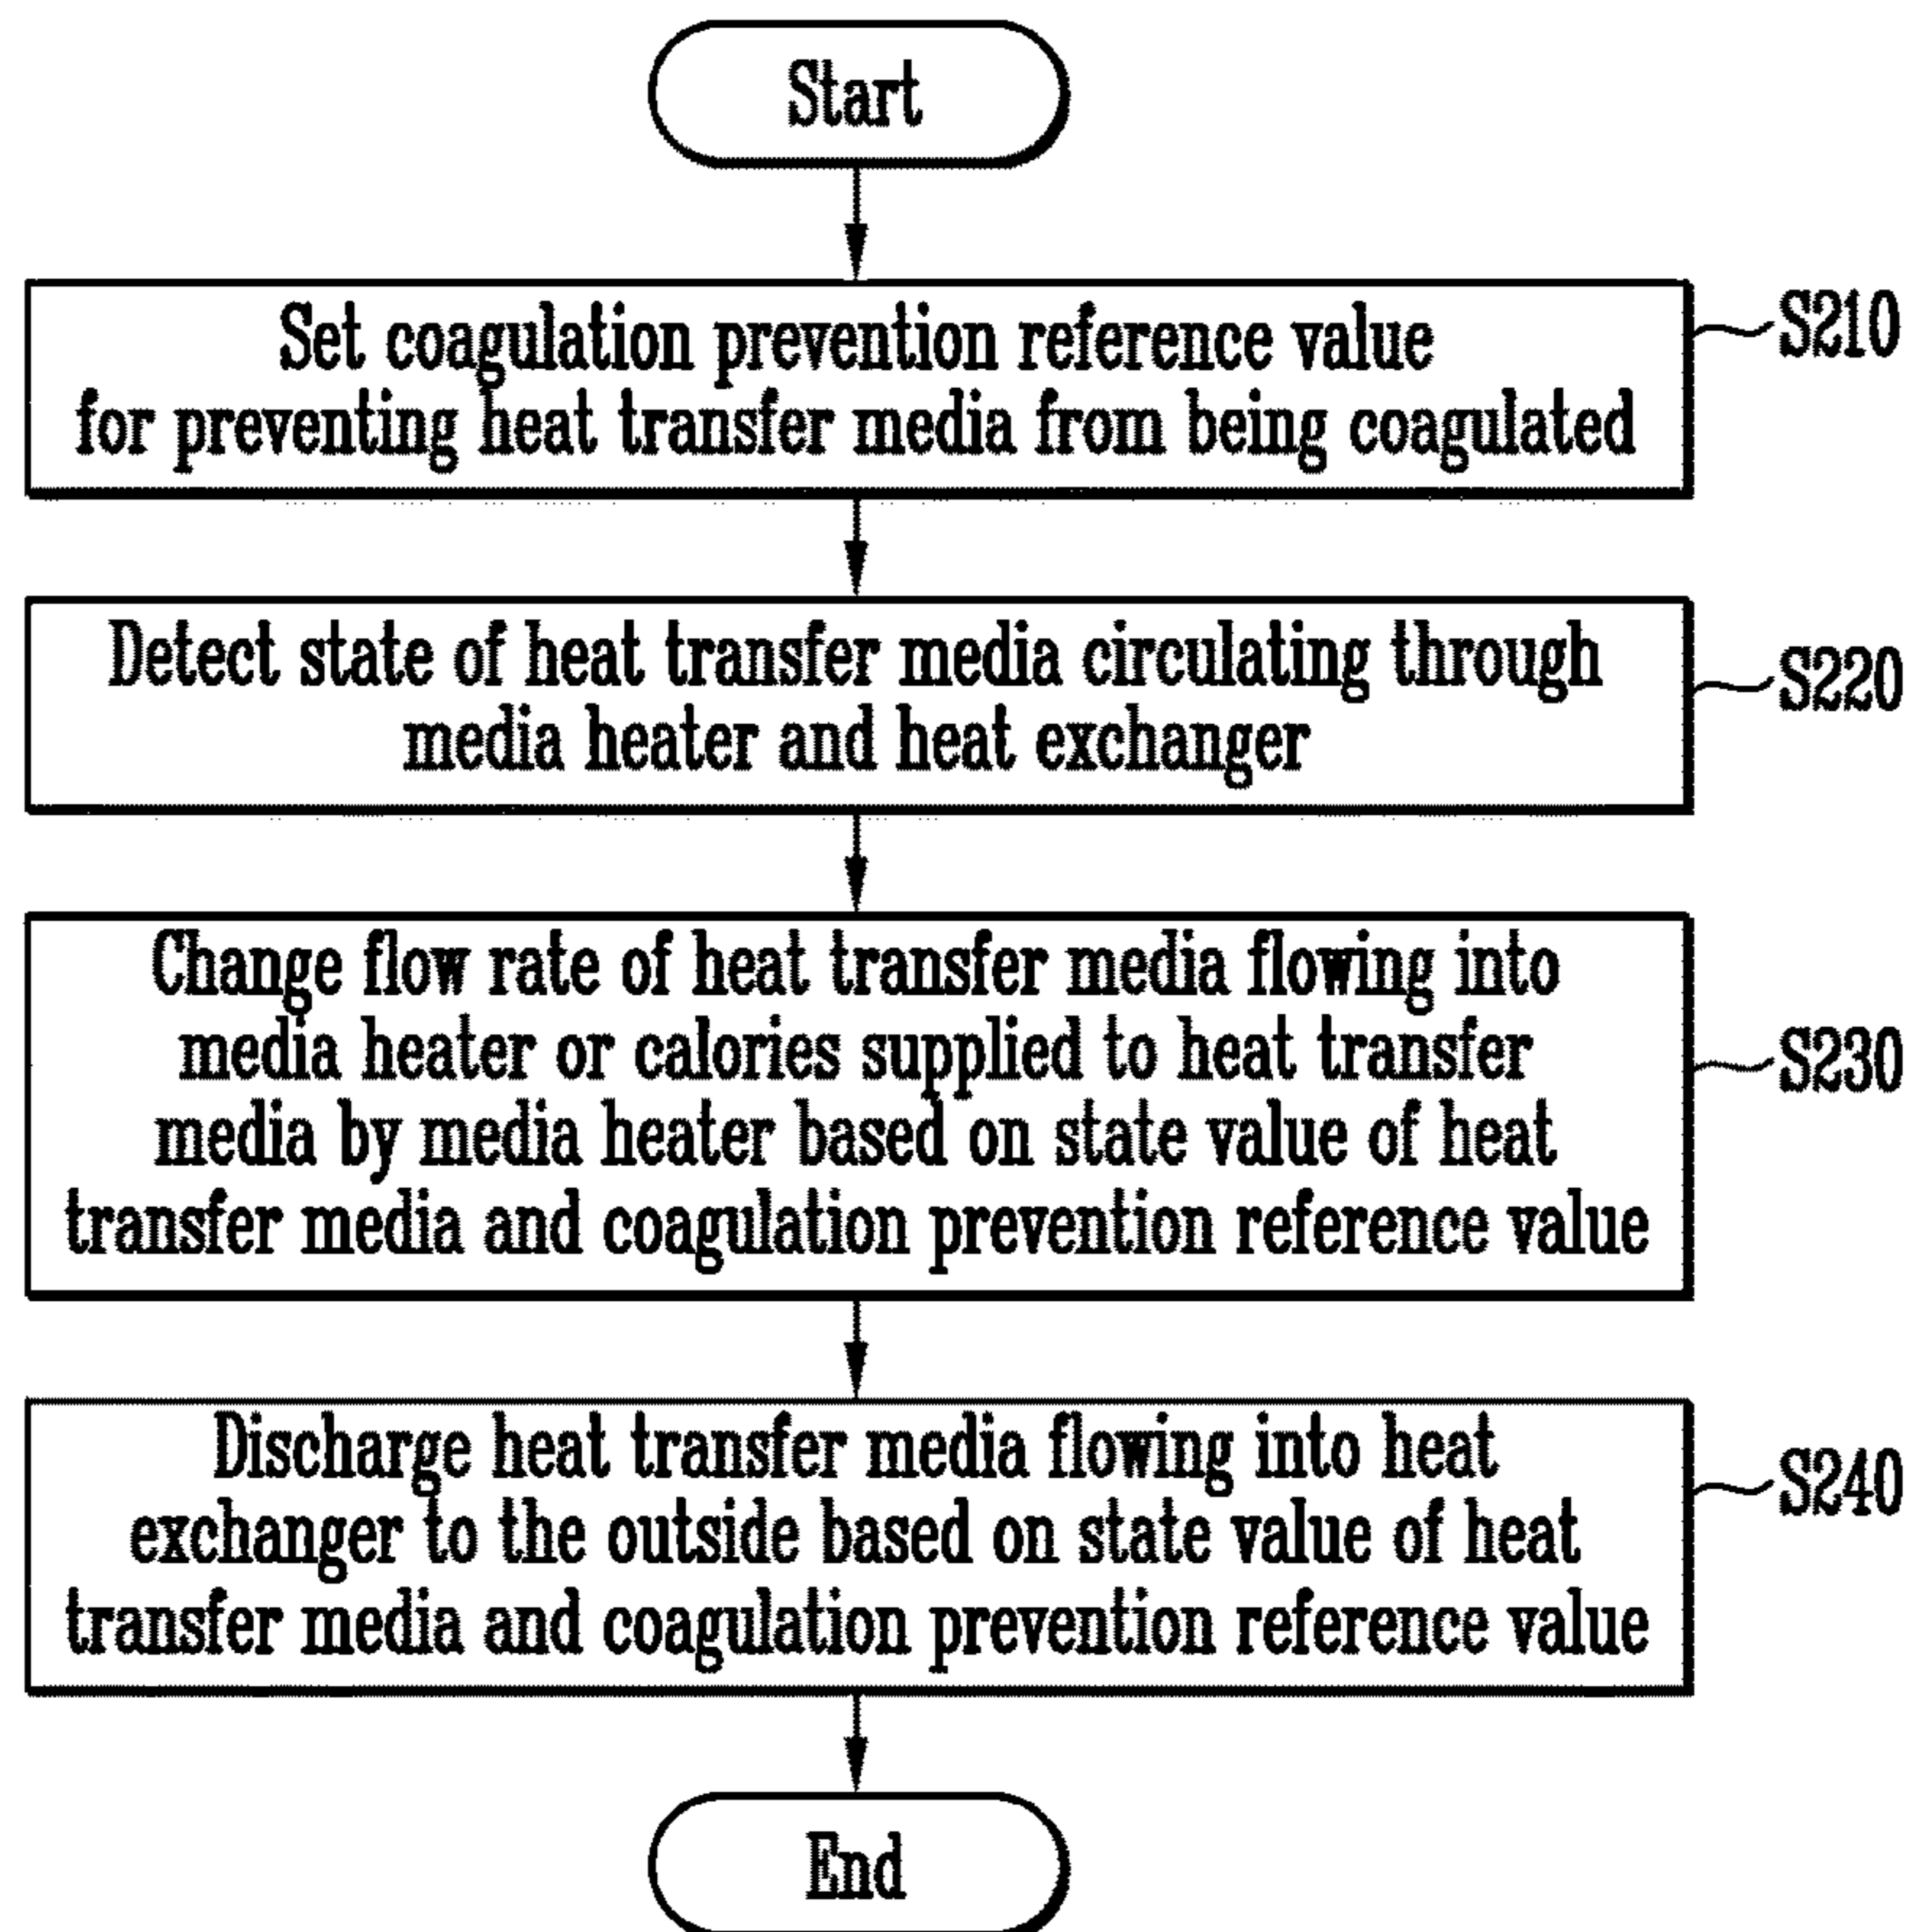 Start
Set coagulation prevention reference value
for preventing heat transfer media from being coagulated
S210
Detect state of heat transfer media circulating through
media heater and heat exchanger
S220
Change flow rate of heat transfer media flowing into
media heater or calories supplied to heat transfer
media by media heater based on state value of heat
transfer media and coagulation prevention reference value
S230
Discharge heat transfer media flowing into heat
exchanger to the outside based on state value of heat
transfer media and coagulation prevention reference value
S240
End